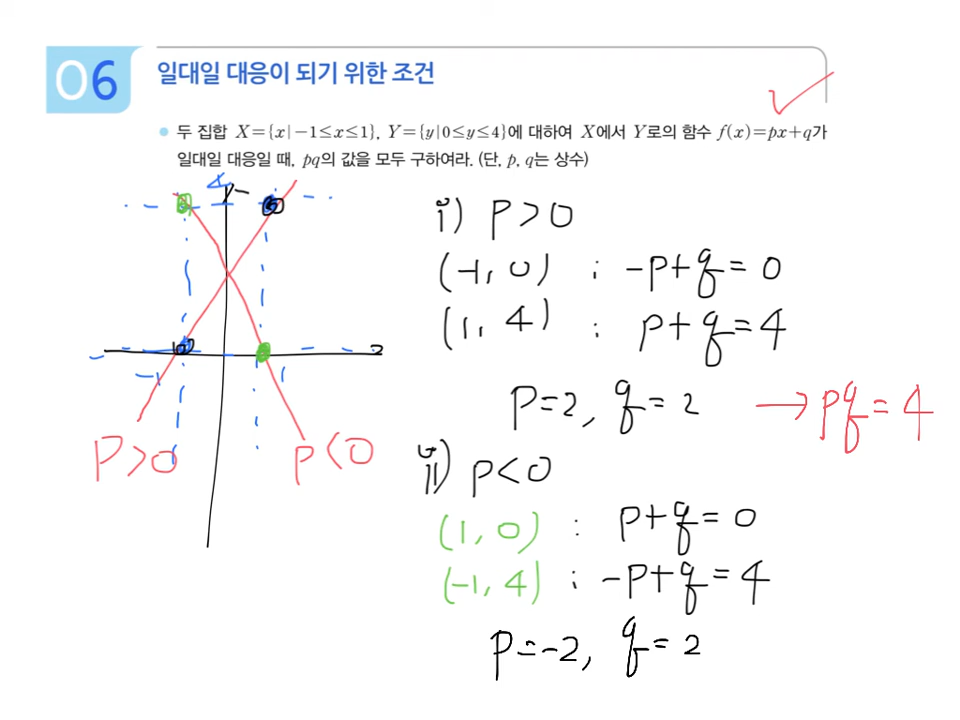 06 일대일 대응이 되기 위한 조건
두 집합 X={x|−1≤x≤1}, Y={y|0≤y≤4}에 대하여 X에서 Y로의 함수 f(x)=px+q가
일대일 대응일 때, pq의 값을 모두 구하여라. (단, p, q는 상수)
4
-1
1
P>0
P<0
i) P>0
(-1, 0) : -P+q=0
(1, 4) : P+q=4
P=2, q=2 → pq=4
ii) P<0
(1, 0) : P+q=0
(-1, 4) : -P+q=4
P=-2, q=2